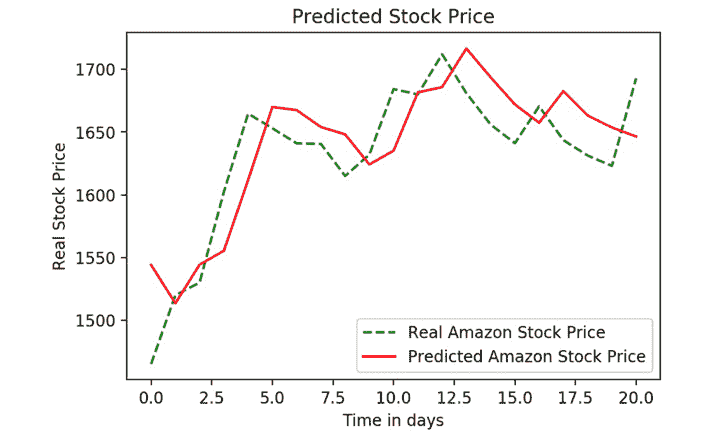 Predicted Stock Price
1700
1650
1600
1550
1500
Real Stock Price
Real Amazon Stock Price
Predicted Amazon Stock Price
0.0 2.5 5.0 7.5 10.0 12.5 15.0 17.5 20.0
Time in days